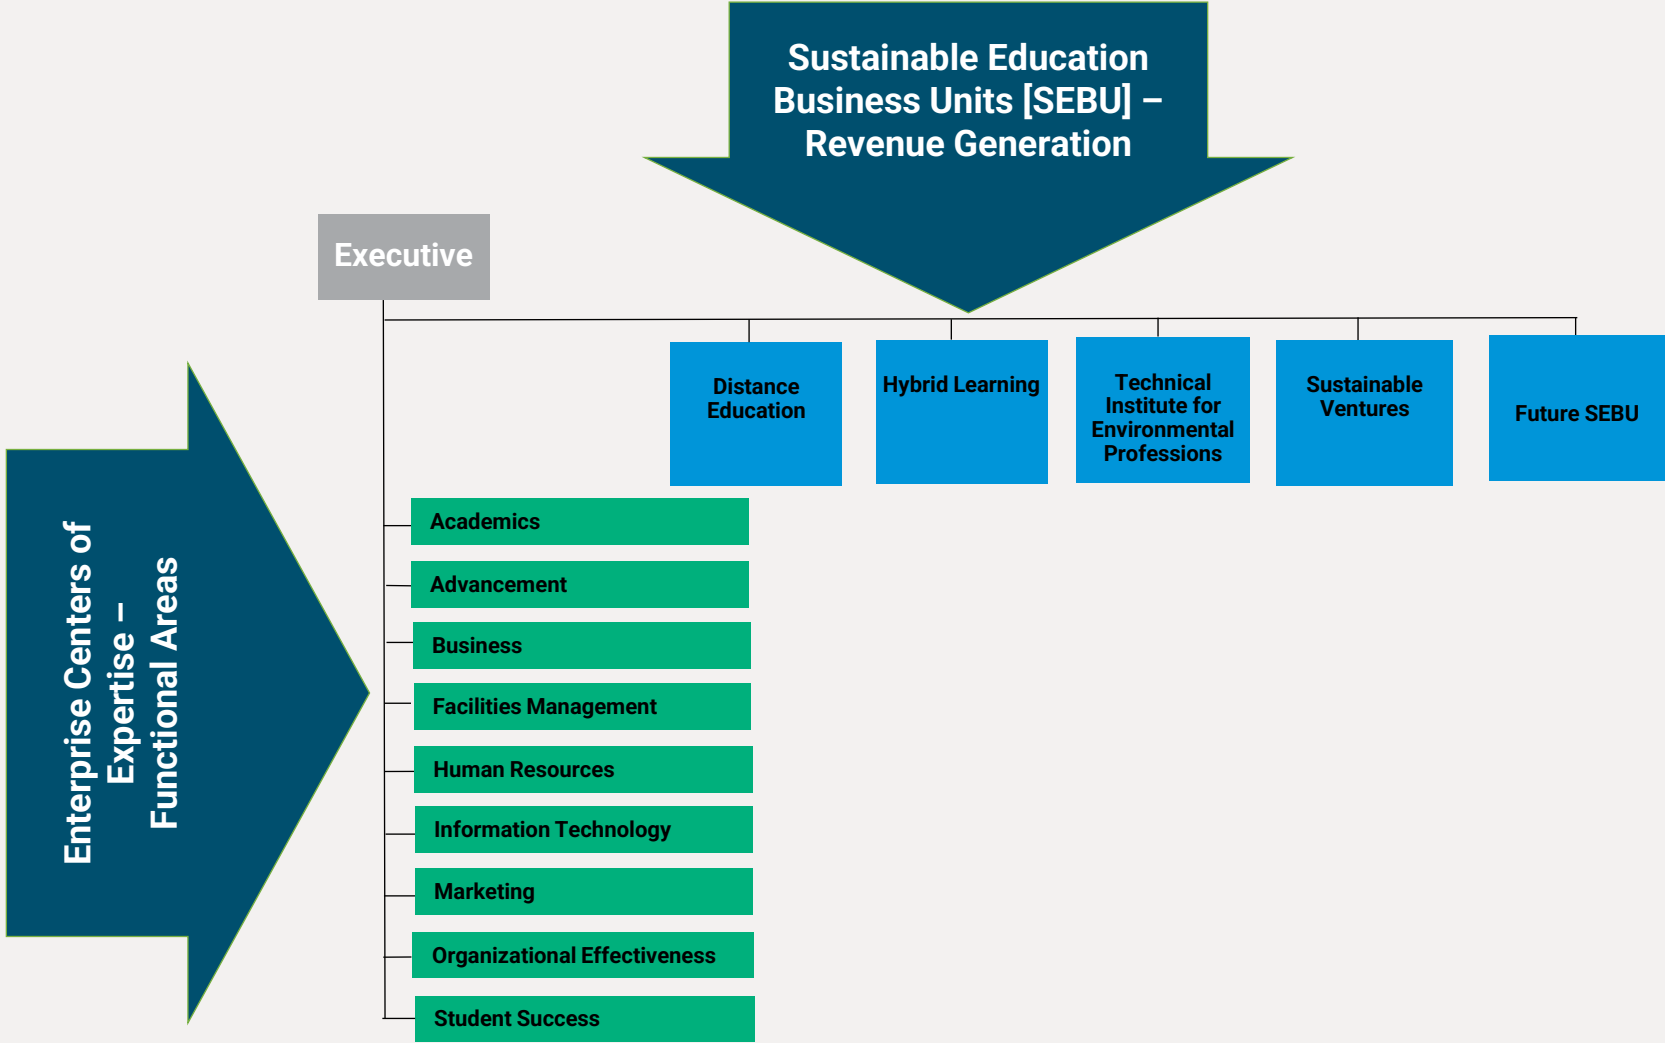 Sustainable Education
Business Units [SEBU] –
Revenue Generation
Executive
Distance
Education
Hybrid Learning
Technical
Institute for
Environmental
Professions
Sustainable
Ventures
Future SEBU
Enterprise Centers of
Expertise –
Functional Areas
Academics
Advancement
Business
Facilities Management
Human Resources
Information Technology
Marketing
Organizational Effectiveness
Student Success